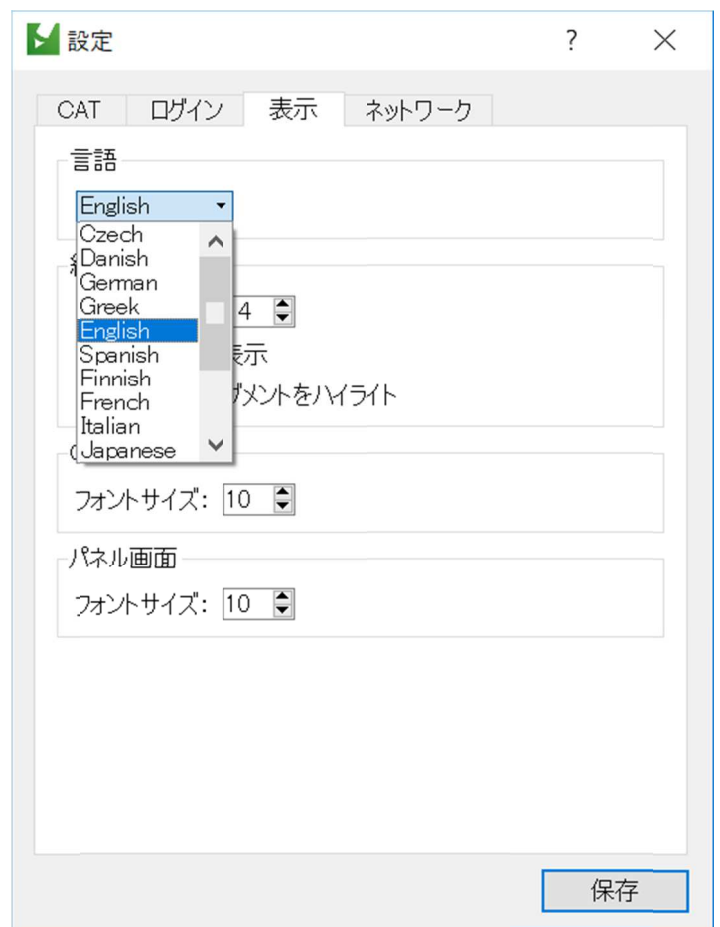 設定
?
CAT ログイン 表示 ネットワーク
言語
English
Czech
Danish
German
Greek
English
Spanish
Finnish
French
Italian
Japanese
4
表示
グメントをハイライト
フォントサイズ: 10
パネル画面
フォントサイズ: 10
保存